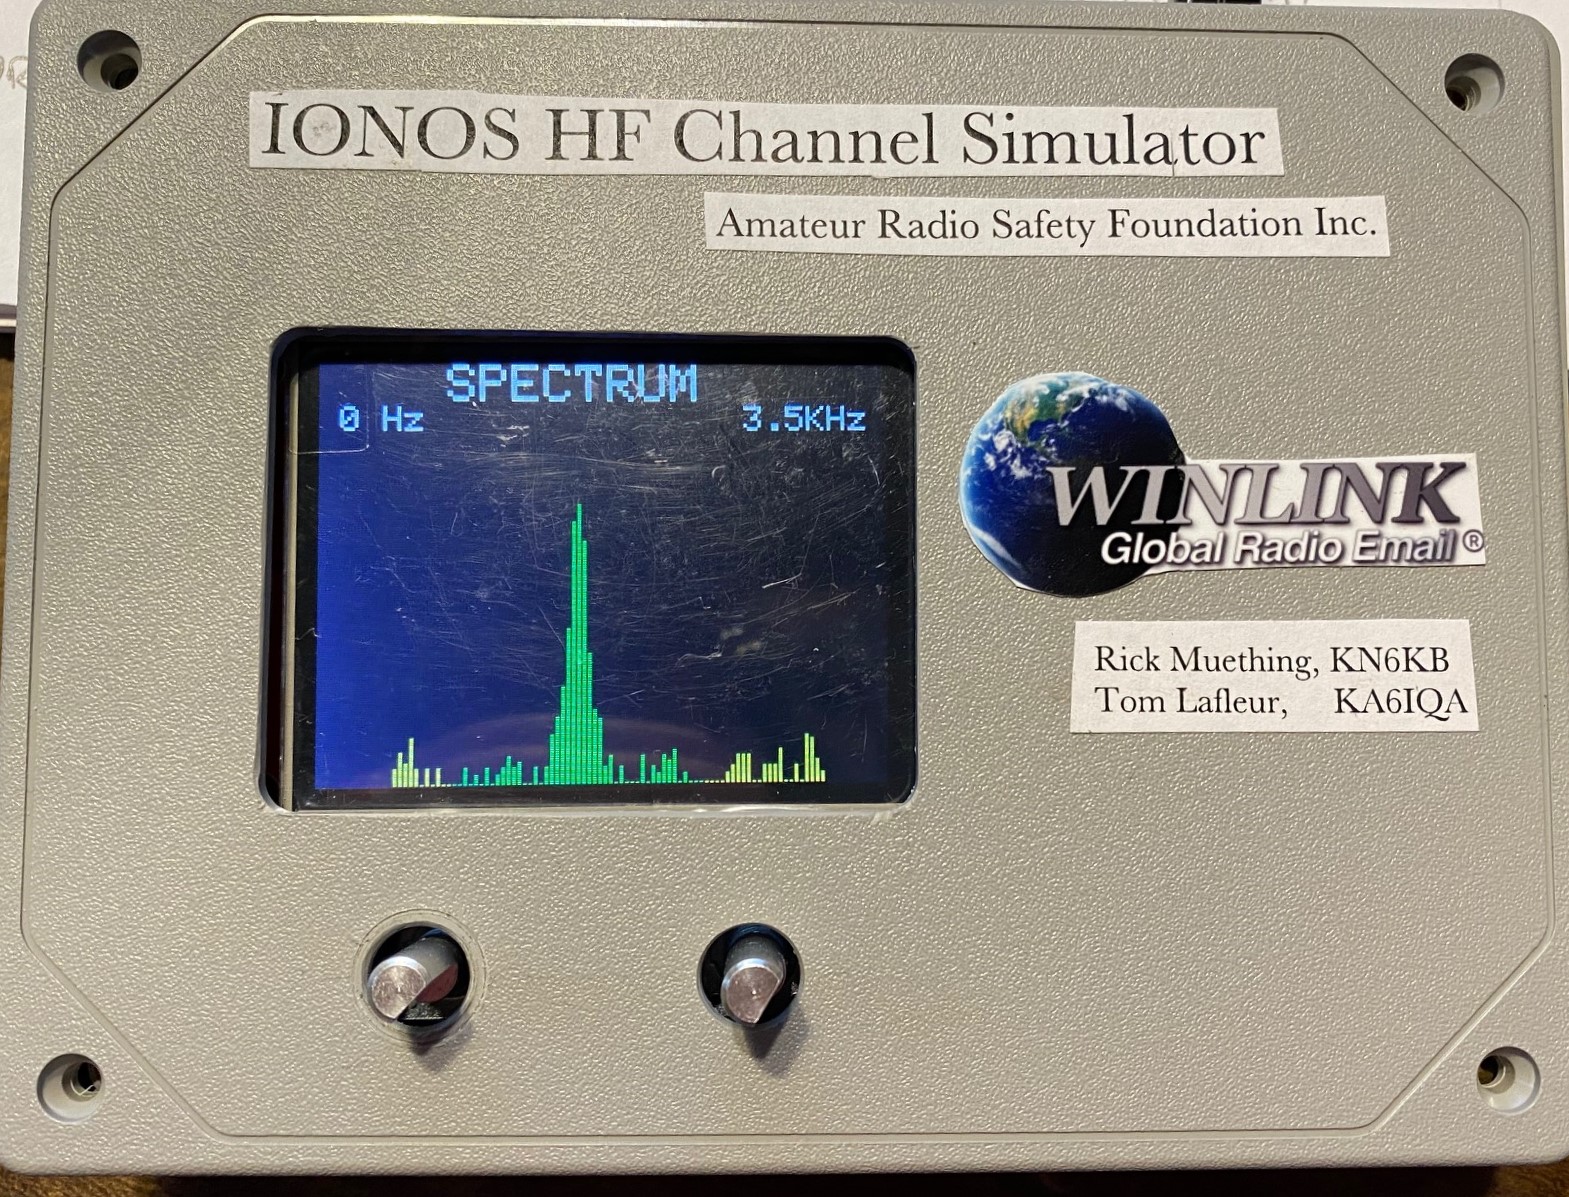 IONOS HF Channel Simulator
Amateur Radio Safety Foundation Inc.
SPECTRUM
0 Hz 3.5KHz
WINLINK
Global Radio Email®
Rick Muething, KN6KB
Tom Lafleur, KA6IQA